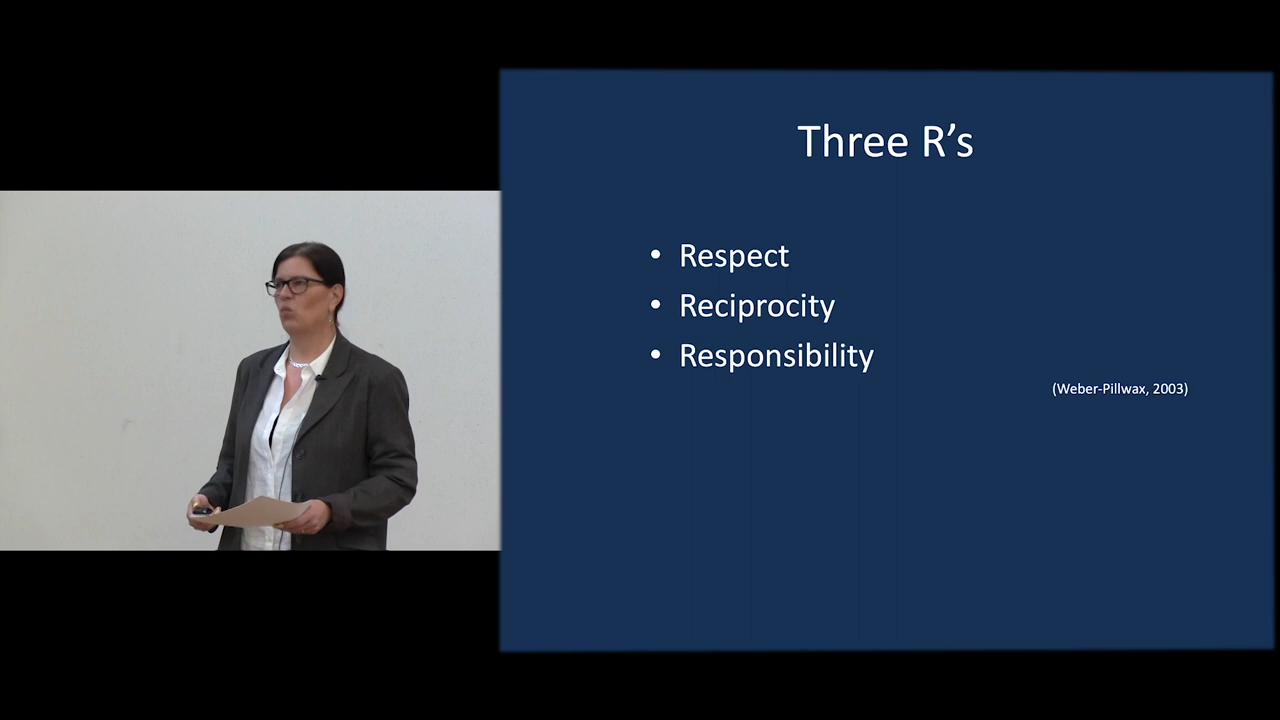 Three R’s
• Respect
• Reciprocity
• Responsibility
(Weber-Pillwax, 2003)